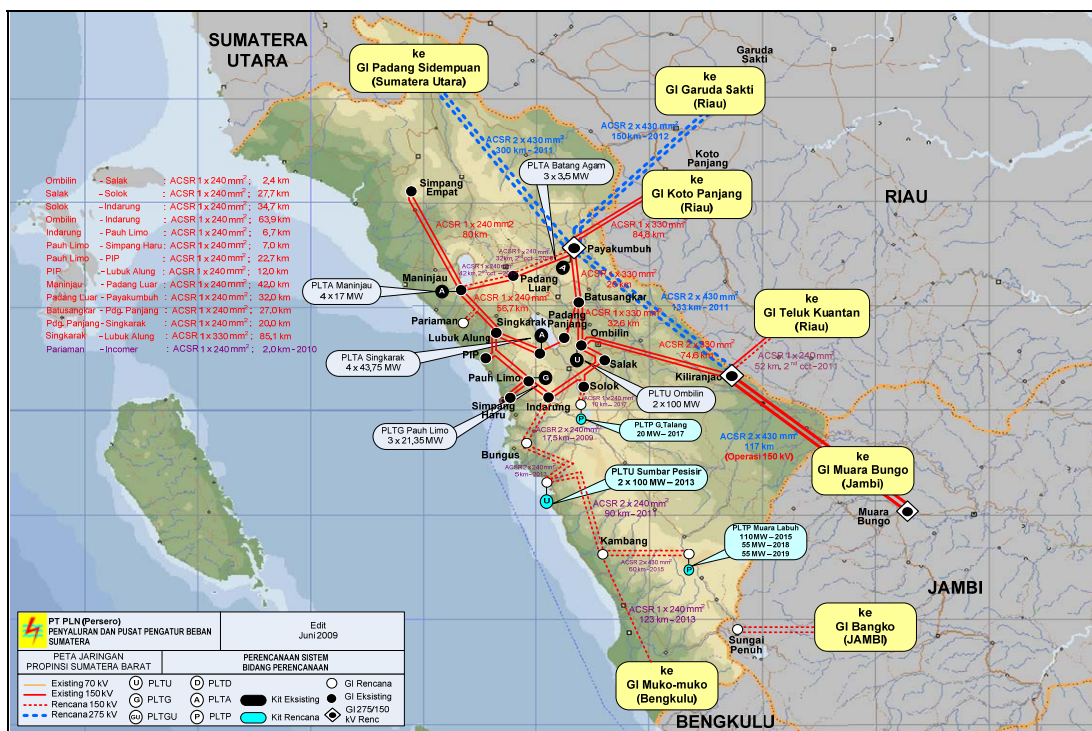 SUMATERA
UTARA
ke
GI Padang Sidempuan
(Sumatera Utara)
Garuda
Sakti
ke
GI Garuda Sakti
(Riau)
ACSR 2 x 430 mm²
300 km - 2011
ACSR 2 x 430 mm²
150 km - 2012
Koto
Panjang
PLTA Batang Agam
3 x 3,5 MW
ke
GI Koto Panjang
(Riau)
RIAU
Ombilin - Salak : ACSR 1 x 240 mm² ; 2,4 km
Salak - Solok : ACSR 1 x 240 mm² ; 27,7 km
Solok - Indarung : ACSR 1 x 240 mm² ; 34,7 km
Ombilin - Indarung : ACSR 1 x 240 mm² ; 63,9 km
Indarung - Pauh Limo : ACSR 1 x 240 mm² ; 6,7 km
Pauh Limo - Simpang Haru : ACSR 1 x 240 mm² ; 7,0 km
Pauh Limo - PIP : ACSR 1 x 240 mm² ; 22,7 km
PIP - Lubuk Alung : ACSR 1 x 240 mm² ; 12,0 km
Maninjau - Padang Luar : ACSR 1 x 240 mm² ; 42,0 km
Padang Luar - Payakumbuh : ACSR 1 x 240 mm² ; 32,0 km
Batusangkar - Pdg. Panjang : ACSR 1 x 240 mm² ; 27,0 km
Pdg. Panjang - Singkarak : ACSR 1 x 240 mm² ; 20,0 km
Singkarak - Lubuk Alung : ACSR 1 x 330 mm² ; 85,1 km
Pariaman - Incomer : ACSR 1 x 240 mm² ; 2,0 km - 2010
Simpang
Empat
ACSR 1 x 240 mm2
80 km
ACSR 1 x 240 mm²
ACSR 1 x 330 mm²
84,8 km
Payakumbuh
Maninjau
Padang
Luar
PLTA Maninjau
4 x 17 MW
ACSR 1 x 240 mm²
56,7 km
ACSR 1 x 330 mm²
Batusangkar
ACSR 2 x 430 mm²
133 km - 2011
ke
GI Teluk Kuantan
(Riau)
Pariaman
Singkarak
Padang
Panjang
ACSR 1 x 330 mm²
32,6 km
Lubuk Alung
Ombilin
ACSR 2 x 330 mm²
74,6 km
ACSR 1 x 240 mm²
52 km, 2nd cct - 2011
PLTA Singkarak
4 x 43,75 MW
PIP
Salak
Kiliranjao
Pauh Limo
Solok
PLTU Ombilin
2 x 100 MW
Simpang
Haru
Indarung
ACSR 1 x 240 mm²
PLTG Pauh Limo
3 x 21,35 MW
ACSR 2 x 240 mm²
17,5 km - 2009
PLTP G,Talang
20 MW - 2017
ACSR 2 x 430 mm²
117 km
(Operasi 150 kV)
Bungus
PLTU Sumbar Pesisir
2 x 100 MW - 2013
ke
GI Muara Bungo
(Jambi)
ACSR 2 x 240 mm²
90 km - 2011
Muara
Bungo
Kambang
PLTP Muara Labuh
110 MW - 2015
55 MW - 2018
55 MW - 2019
ACSR 2 x 430 mm²
60 km - 2015
JAMBI
ACSR 1 x 240 mm²
123 km - 2013
Sungai
Penuh
ke
GI Bangko
(JAMBI)
ke
GI Muko-muko
(Bengkulu)
BENGKULU
PT PLN (Persero)
PENYALURAN DAN PUSAT PENGATUR BEBAN
SUMATERA
Edit
Juni 2009
PETA JARINGAN
PROPINSI SUMATERA BARAT
PERENCANAAN SISTEM
BIDANG PERENCANAAN
Existing 70 kV
Existing 150 kV
Rencana 150 kV
Rencana 275 kV
U PLTU
G PLTG
GU PLTGU
D PLTD
A PLTA
P PLTP
Kit Eksisting
Kit Rencana
GI Rencana
GI Eksisting
GI 275/150
kV Renc